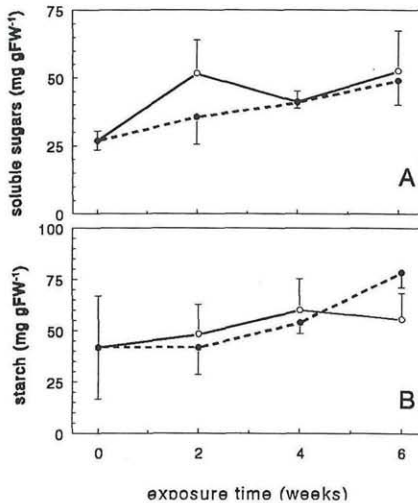 75
50
25
0
soluble sugars (mg gFW⁻¹)
A
100
75
50
25
0
starch (mg gFW⁻¹)
B
0 2 4 6
exposure time (weeks)